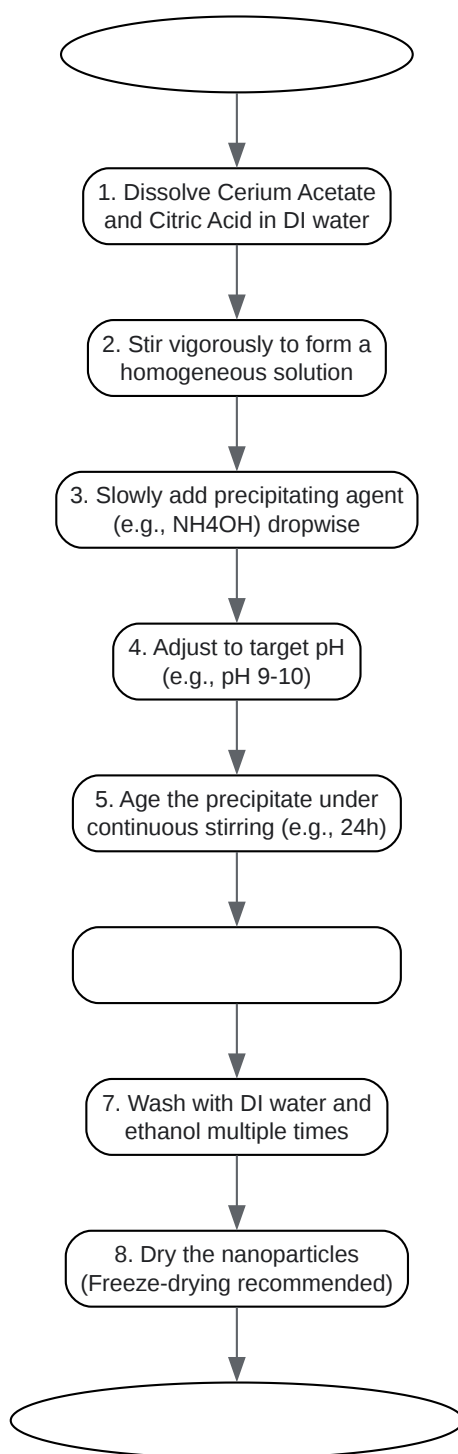 1. Dissolve Cerium Acetate
and Citric Acid in DI water
2. Stir vigorously to form a
homogeneous solution
3. Slowly add precipitating agent
(e.g., NH4OH) dropwise
4. Adjust to target pH
(e.g., pH 9-10)
5. Age the precipitate under
continuous stirring (e.g., 24h)
7. Wash with DI water and
ethanol multiple times
8. Dry the nanoparticles
(Freeze-drying recommended)